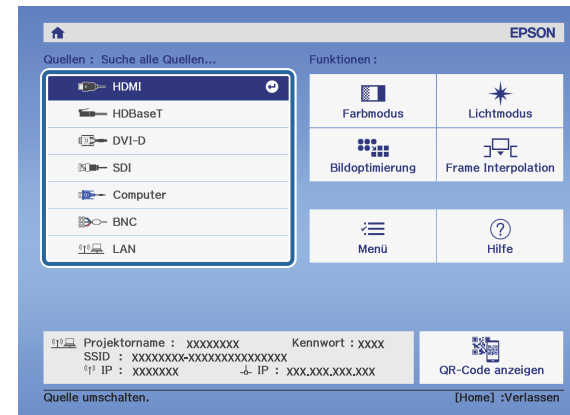 EPSON
Quellen : Suche alle Quellen...
HDMI
HDBaseT
DVI-D
SDI
Computer
BNC
LAN
Funktionen :
Farbmodus
Lichtmodus
Bildoptimierung
Frame Interpolation
Menü
Hilfe
Projektorname : xxxxxxxx Kennwort : xxxx
SSID : xxxxxxxx-xxxxxxxxxxxxxxx
IP : xxxxxxx IP : xxx.xxx.xxx.xxx
QR-Code anzeigen
Quelle umschalten. [Home] :Verlassen